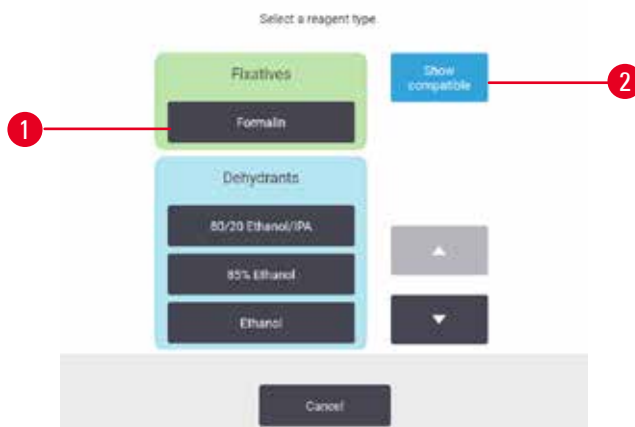 Select a reagent type.
Fixatives
Show
compatible
2
1
Formalin
Dehydrants
80/20 Ethanol/IPA
85% Ethanol
Ethanol
Cancel